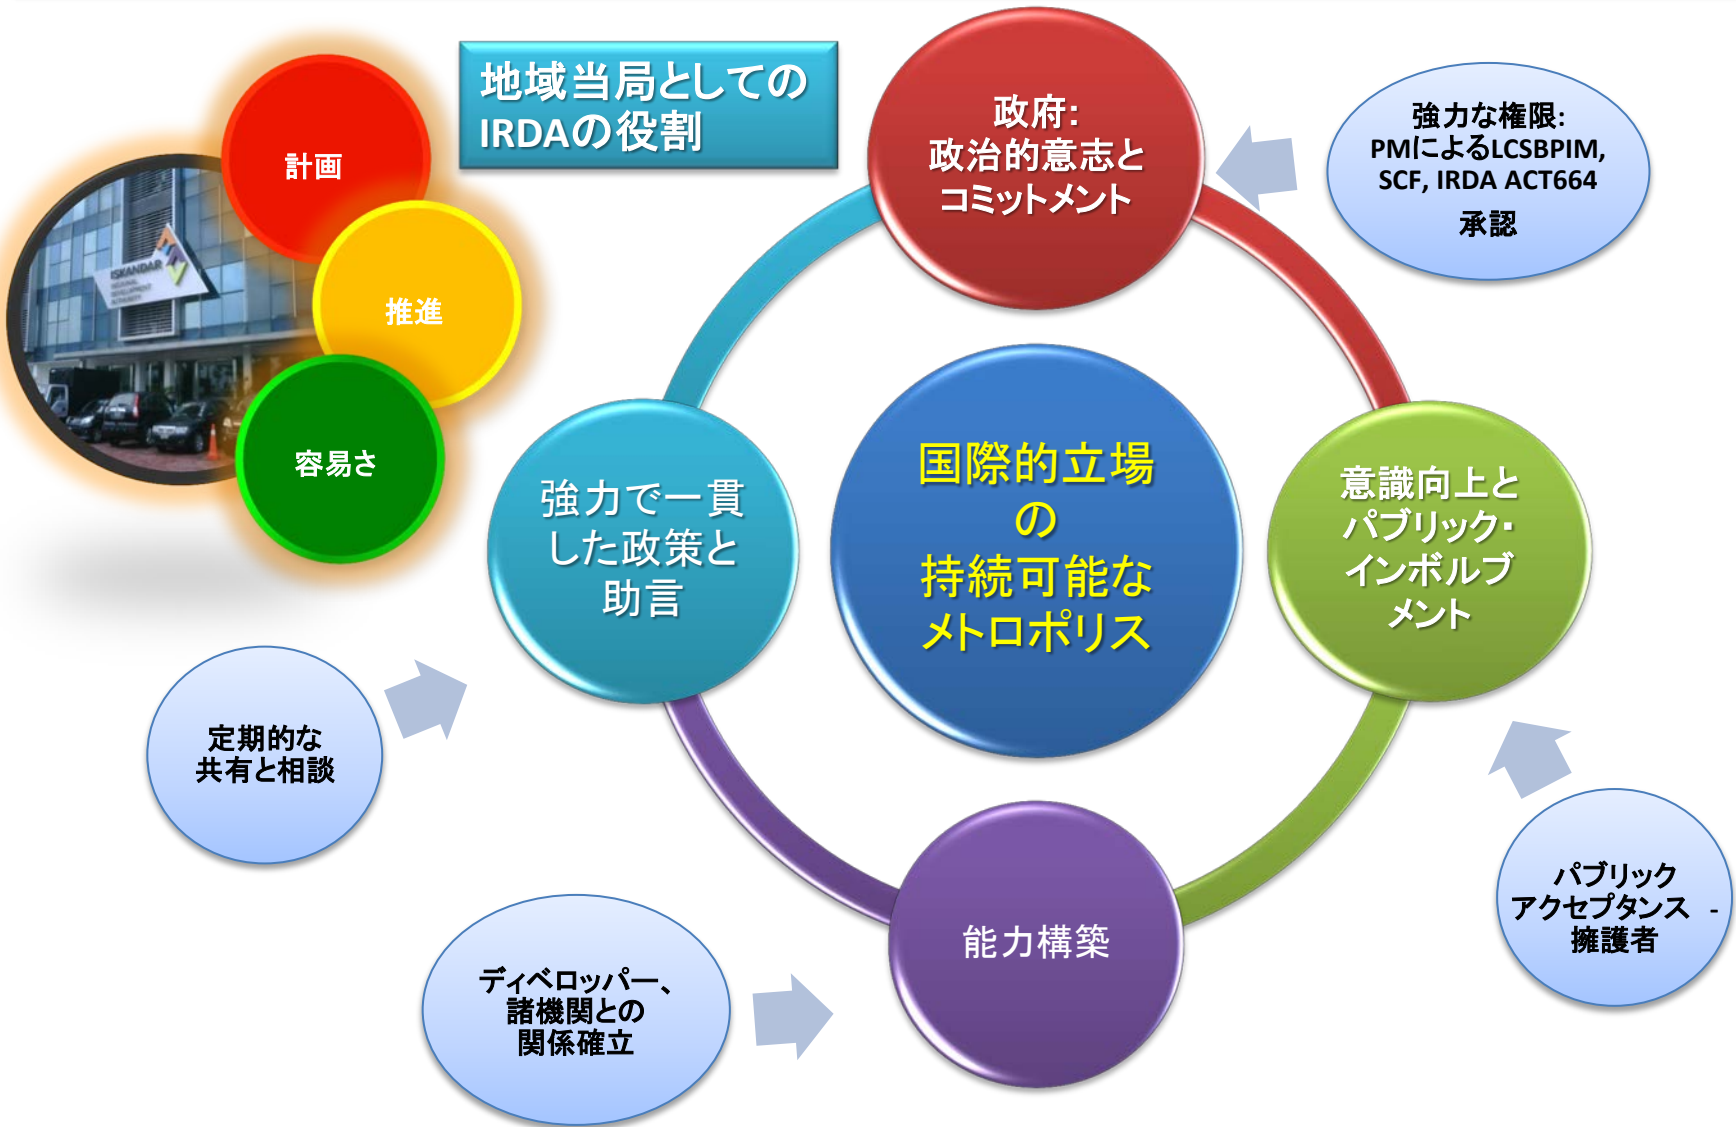 地域当局としての
IRDAの役割
計画
推進
容易さ
ISKANDAR
REGIONAL
DEVELOPMENT
AUTHORITY
政府:
政治的意志と
コミットメント
強力な権限:
PMによるLCSBPIM,
SCF, IRDA ACT664
承認
強力で一貫
した政策と
助言
国際的立場
の
持続可能な
メトロポリス
意識向上と
パブリック・
インボルブ
メント
定期的な
共有と相談
能力構築
ディベロッパー、
諸機関との
関係確立
パブリック
アクセプタンス -
擁護者